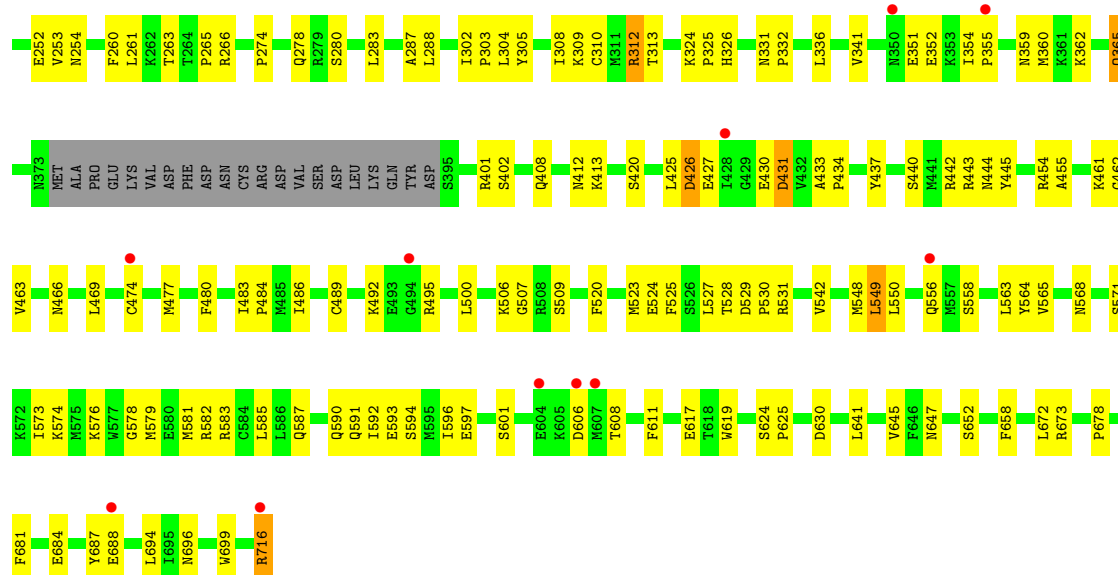 E252 V253 N254 F260 L261 K262 T263 T264 P265 R266 P274 Q278 R279 S280 L283 A287 L288 I302 P303 L304 Y305 I308 K309 C310 M311 R312 T313 K324 P325 H326 N331 P332 L336 V341 N350 E351 E352 K353 I354 P355 N359 M360 K361 K362
N373 MET ALA PRO GLU LYS VAL ASP PHE ASP ASN CYS ARG ASP VAL SER ASP LEU LYS GLN TYR ASP S395 R401 S402 Q408 N412 K413 S420 L425 D426 E427 I428 G429 E430 D431 V432 A433 P434 Y437 S440 M441 R442 R443 N444 Y445 R454 A455 K461
V463 N466 L469 C474 M477 F480 I483 P484 M485 I486 C489 K492 E493 G494 R495 L500 K506 G507 R508 S509 F520 M523 E524 F525 S526 L527 T528 D529 P530 R531 V542 M548 L549 L550 Q556 M557 S558 L563 Y564 V565 N568
K572 I573 K574 M575 K576 W577 G578 M579 E580 M581 R582 R583 C584 L585 L586 Q587 Q590 Q591 I592 E593 S594 M595 I596 E597 S601 E604 K605 D606 M607 T608 F611 E617 T618 W619 S624 P625 D630 L641 V645 F646 N647 S652 F658 L672 R673 P678
F681 E684 Y687 E688 L694 I695 N696 W699 R716